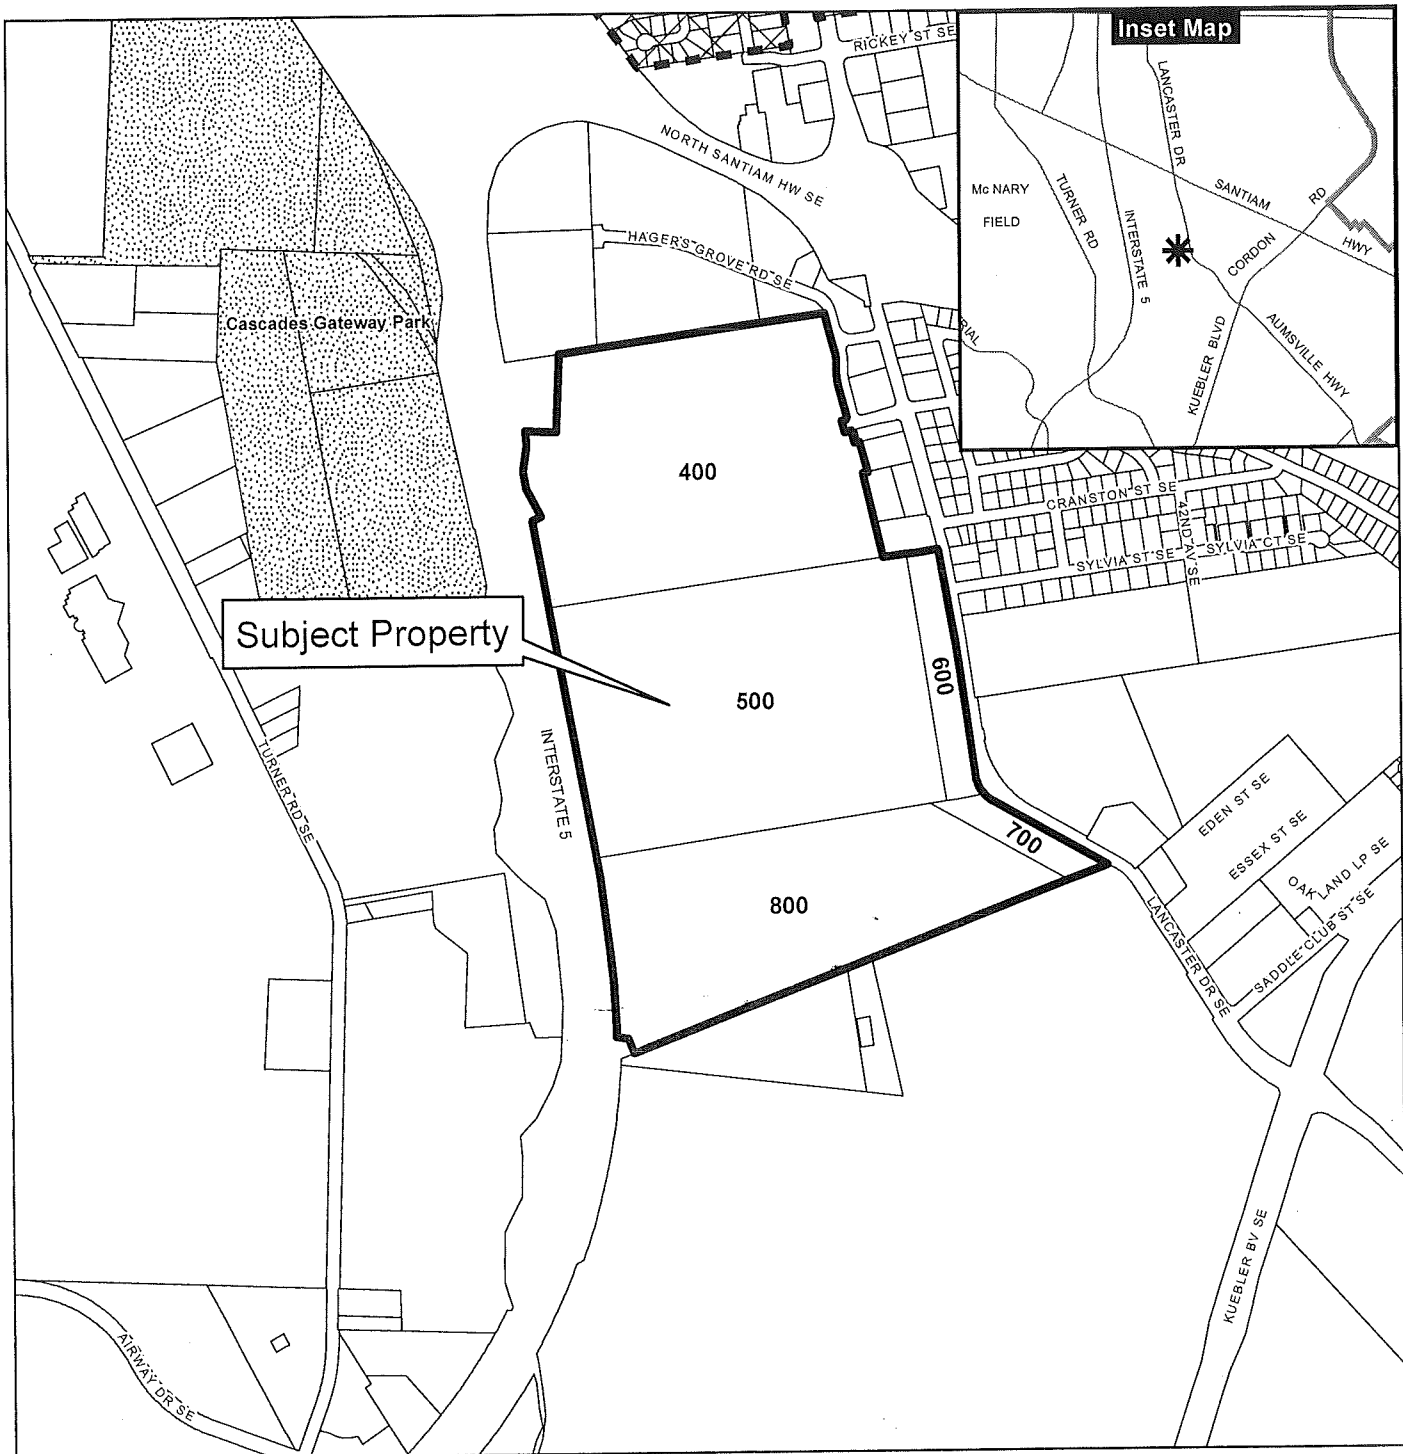 RICKEY ST SE
Inset Map
LANCASTER DR
NORTH SANTIAM HW SE
Mc NARY
FIELD
TURNER RD
INTERSTATE 5
SANTIAM
HWY
CORDON
RD
KUEBLER BLVD
AUMSVILLE HWY
RIAL
HAGERS GROVE RD SE
Cascades Gateway Park
400
CRANSTON ST SE
42ND AV SE
SYLVIA ST SE
SYLVIA CT SE
Subject Property
500
600
INTERSTATE 5
TURNER RD SE
700
800
EDEN ST SE
ESSEX ST SE
OAKLAND LP SE
SADDLE CLUB ST SE
LANCASTER DR SE
KUEBLER BV SE
AIRWAY DR SE